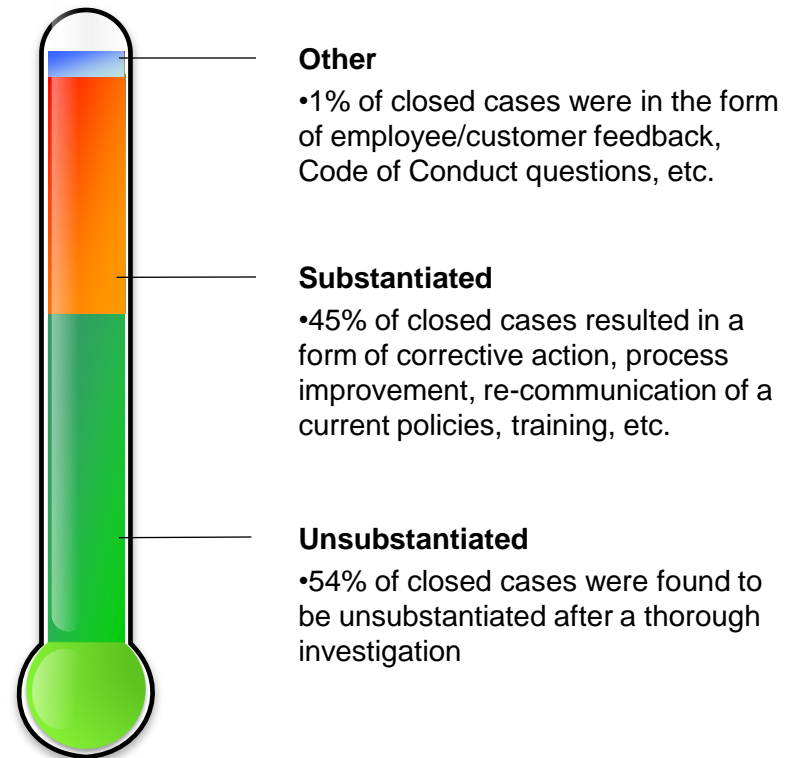 Other
•1% of closed cases were in the form
of employee/customer feedback,
Code of Conduct questions, etc.
Substantiated
•45% of closed cases resulted in a
form of corrective action, process
improvement, re-communication of a
current policies, training, etc.
Unsubstantiated
•54% of closed cases were found to
be unsubstantiated after a thorough
investigation